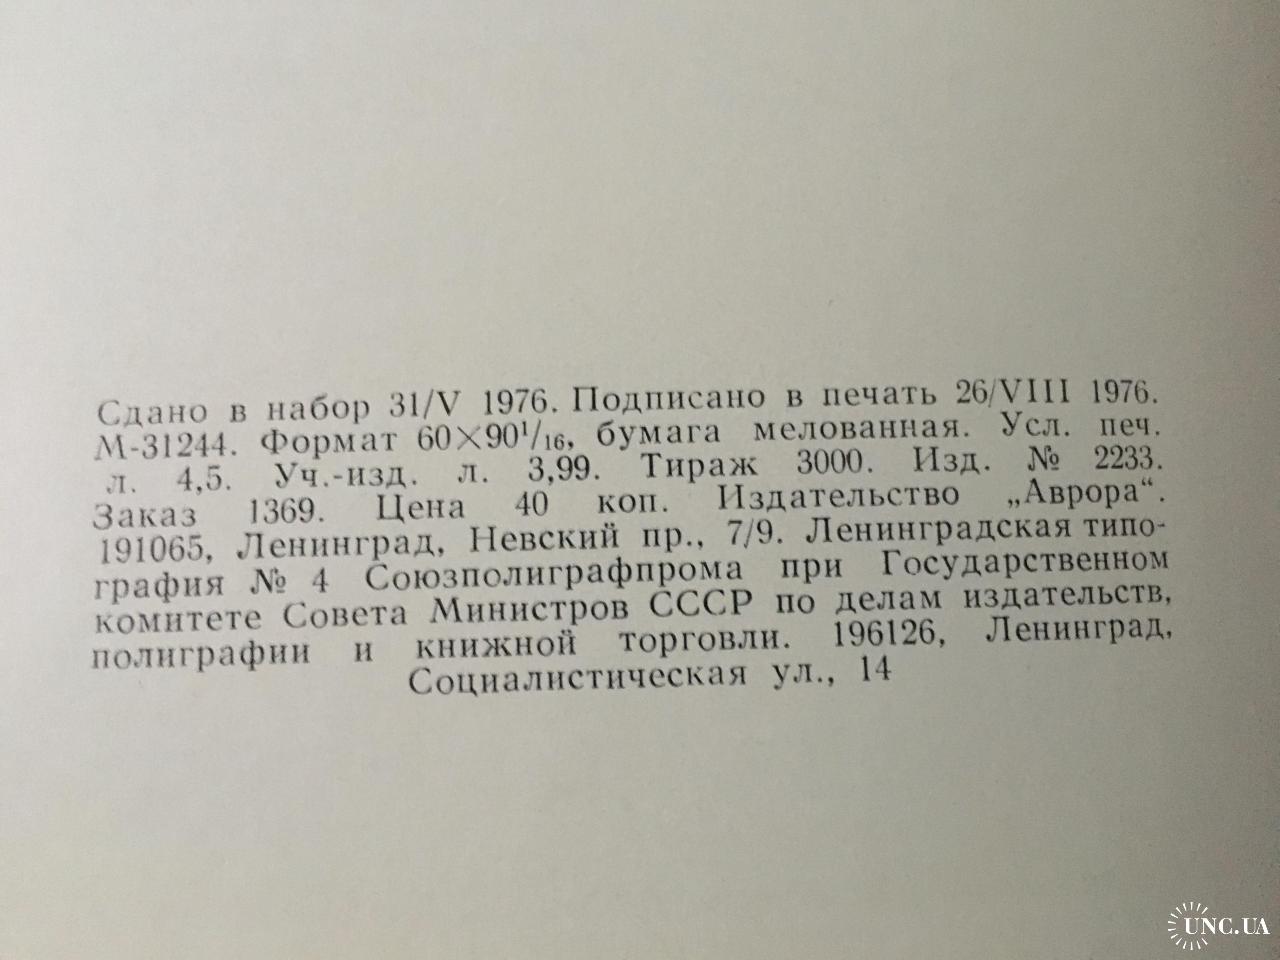 Сдано в набор 31/V 1976. Подписано в печать 26/VIII 1976.
М-31244. Формат 60×90¹/₁₆, бумага мелованная. Усл. печ.
л. 4,5. Уч.-изд. л. 3,99. Тираж 3000. Изд. № 2233.
Заказ 1369. Цена 40 коп. Издательство „Аврора“.
191065, Ленинград, Невский пр., 7/9. Ленинградская типо-
графия № 4 Союзполиграфпрома при Государственном
комитете Совета Министров СССР по делам издательств,
полиграфии и книжной торговли. 196126, Ленинград,
Социалистическая ул., 14
UNC.UA